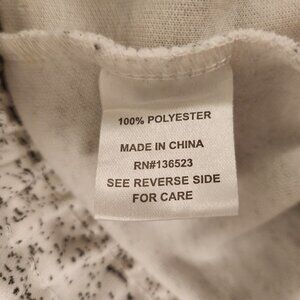 100% POLYESTER
MADE IN CHINA
RN#136523
SEE REVERSE SIDE
FOR CARE